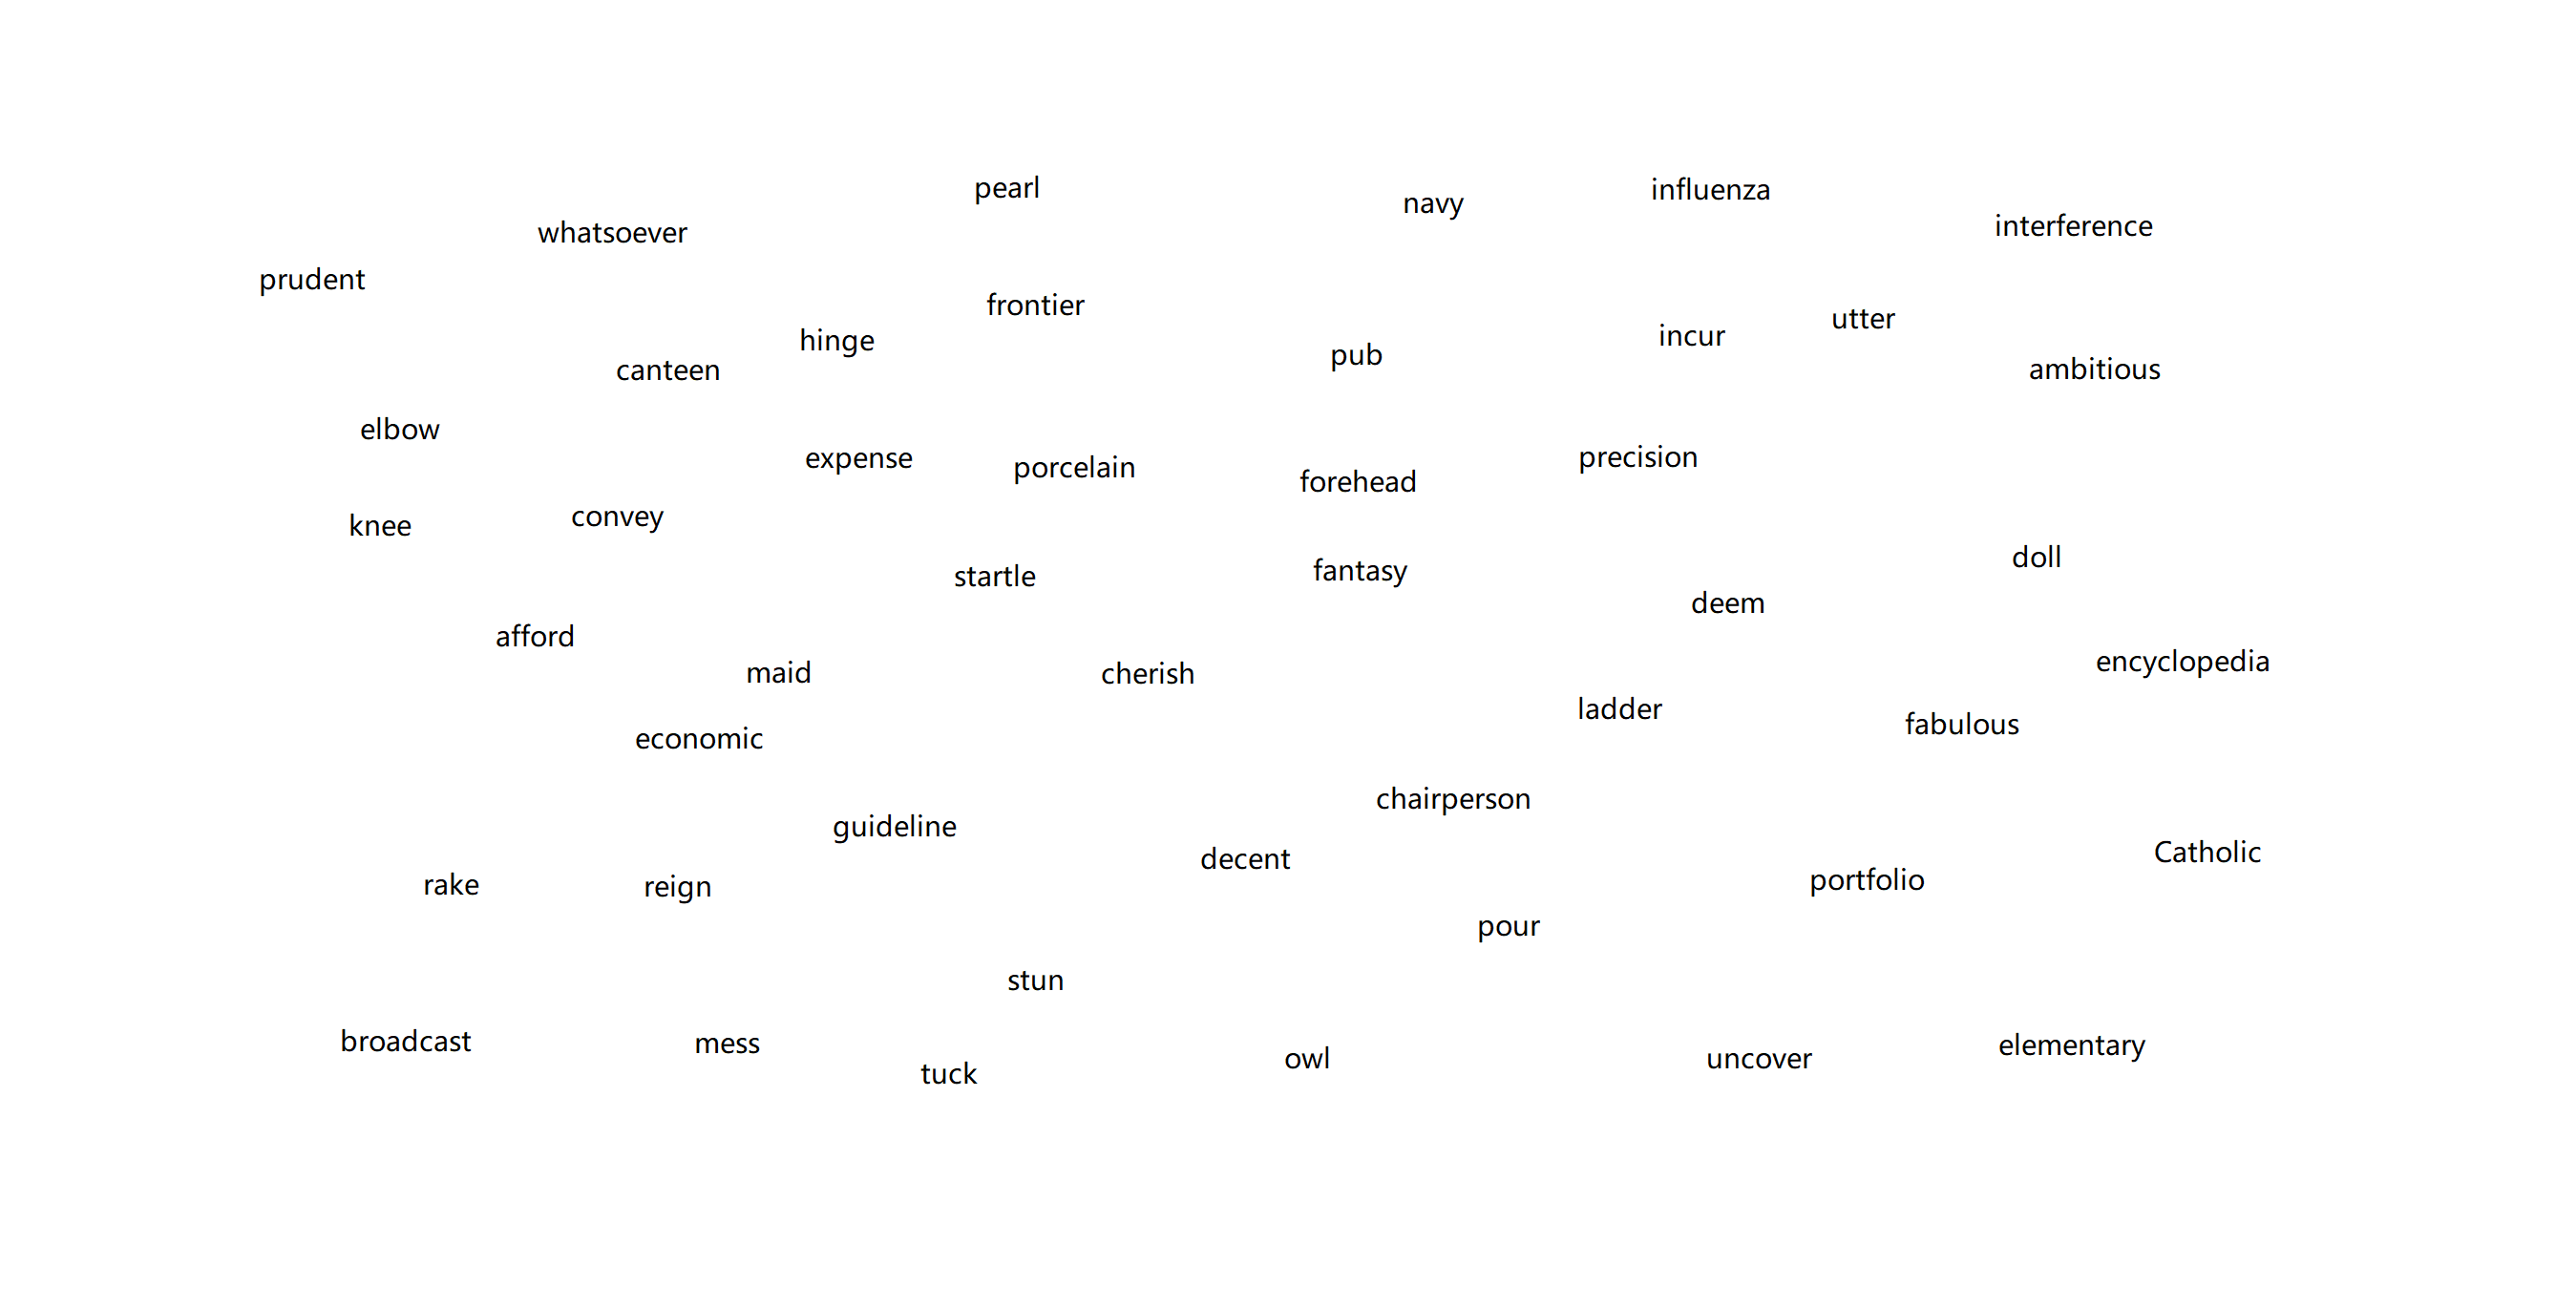 pearl
navy
influenza
whatsoever
interference
prudent
frontier
utter
hinge
incur
pub
canteen
ambitious
elbow
expense
porcelain
precision
forehead
knee
convey
startle
fantasy
doll
deem
afford
maid
cherish
encyclopedia
economic
ladder
fabulous
chairperson
guideline
decent
Catholic
rake
reign
portfolio
pour
stun
broadcast
mess
tuck
owl
uncover
elementary